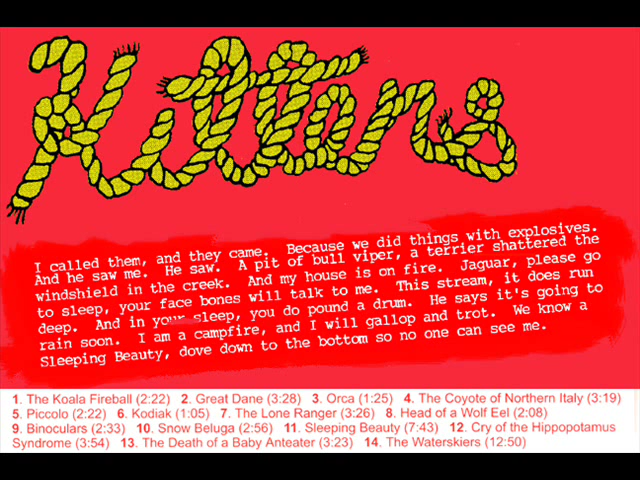 Kittens
I called them, and they came. Because we did things with explosives.
And he saw me. He saw. A pit of bull viper, a terrier shattered the
windshield in the creek. And my house is on fire. Jaguar, please go
to sleep, your face bones will talk to me. This stream, it does run
deep. And in your sleep, you do pound a drum. He says it's going to
rain soon. I am a campfire, and I will gallop and trot. We know a
Sleeping Beauty, dove down to the bottom so no one can see me.
1. The Koala Fireball (2:22) 2. Great Dane (3:28) 3. Orca (1:25) 4. The Coyote of Northern Italy (3:19)
5. Piccolo (2:22) 6. Kodiak (1:05) 7. The Lone Ranger (3:26) 8. Head of a Wolf Eel (2:08)
9. Binoculars (2:33) 10. Snow Beluga (2:56) 11. Sleeping Beauty (7:43) 12. Cry of the Hippopotamus
Syndrome (3:54) 13. The Death of a Baby Anteater (3:23) 14. The Waterskiers (12:50)